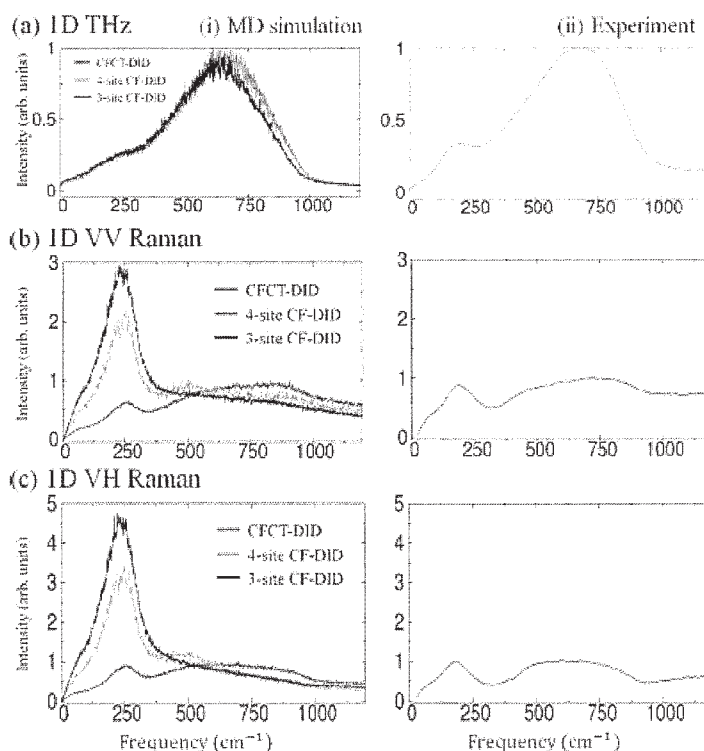 (a) 1D THz (i) MD simulation (ii) Experiment
Intensity (arb. units)
1
0.5
0
CFCT-DID
4-site CF-DID
3-site CF-DID
0 250 500 750 1000
1
0.5
0
0 250 500 750 1000
(b) 1D VV Raman
Intensity (arb. units)
3
2
1
0
CFCT-DID
4-site CF-DID
3-site CF-DID
0 250 500 750 1000
3
2
1
0
0 250 500 750 1000
(c) 1D VH Raman
Intensity (arb. units)
5
4
3
2
1
0
CFCT-DID
4-site CF-DID
3-site CF-DID
0 250 500 750 1000
Frequency (cm⁻¹)
5
4
3
2
1
0
0 250 500 750 1000
Frequency (cm⁻¹)